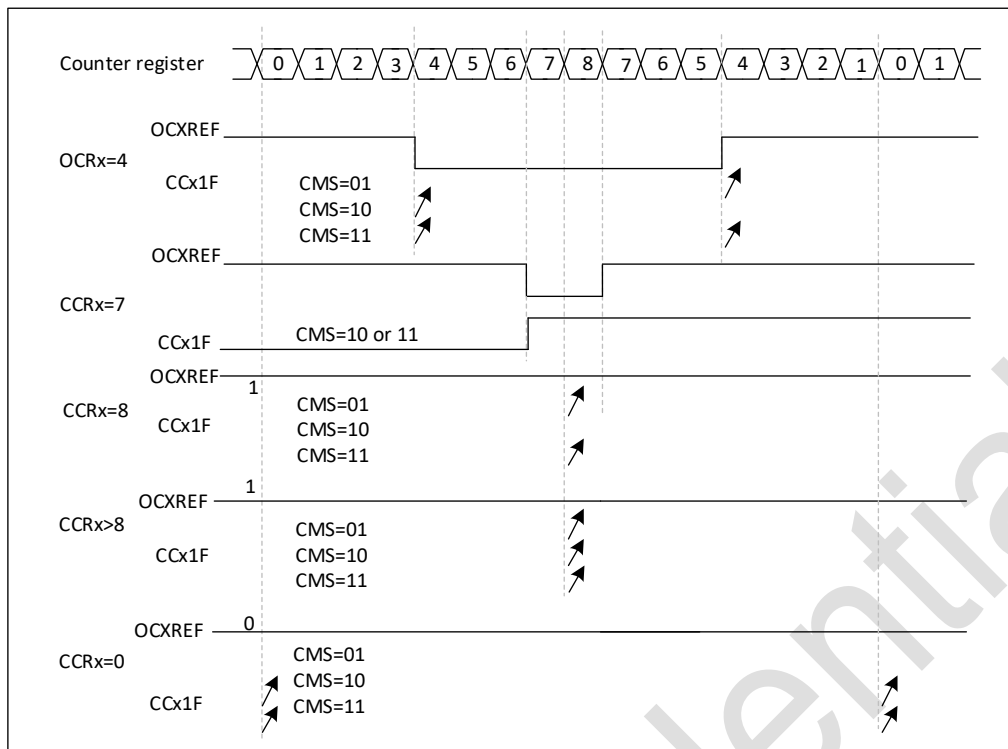 Counter register 0 1 2 3 4 5 6 7 8 7 6 5 4 3 2 1 0 1
OCXREF
OCRx=4
CCx1F
CMS=01
CMS=10
CMS=11
OCXREF
CCRx=7
CCx1F CMS=10 or 11
OCXREF
1
CCRx=8
CMS=01
CCx1F
CMS=10
CMS=11
1
OCXREF
CCRx>8
CMS=01
CCx1F
CMS=10
CMS=11
0
OCXREF
CCRx=0
CMS=01
CMS=10
CCx1F
CMS=11